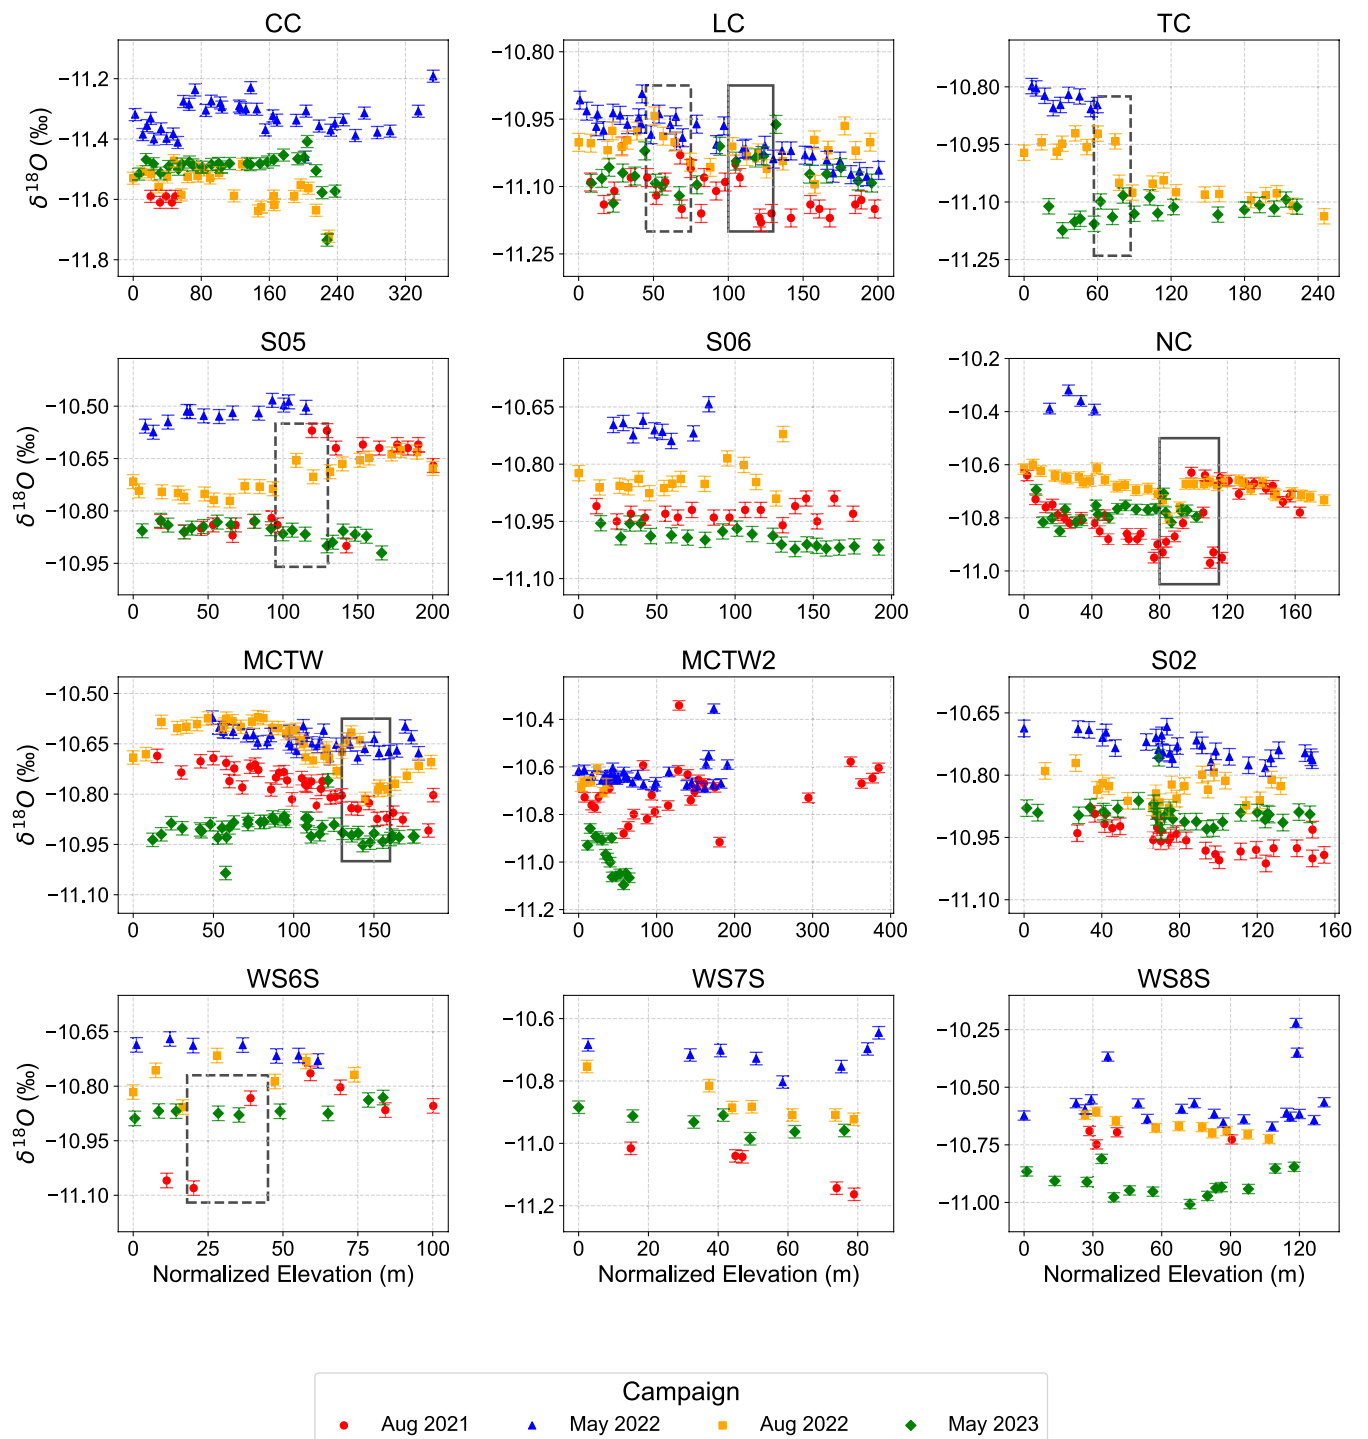 CC LC TC
−11.2
−11.4
−11.6
−11.8
δ¹⁸O (‰)
0 80 160 240 320
−10.80
−10.95
−11.10
−11.25
0 50 100 150 200
−10.80
−10.95
−11.10
−11.25
0 60 120 180 240
S05 S06 NC
−10.50
−10.65
−10.80
−10.95
δ¹⁸O (‰)
0 50 100 150 200
−10.65
−10.80
−10.95
−11.10
0 50 100 150 200
−10.2
−10.4
−10.6
−10.8
−11.0
0 40 80 120 160
MCTW MCTW2 S02
−10.50
−10.65
−10.80
−10.95
−11.10
δ¹⁸O (‰)
0 50 100 150
−10.4
−10.6
−10.8
−11.0
−11.2
0 100 200 300 400
−10.65
−10.80
−10.95
−11.10
0 40 80 120 160
WS6S WS7S WS8S
−10.65
−10.80
−10.95
−11.10
δ¹⁸O (‰)
0 25 50 75 100
Normalized Elevation (m)
−10.6
−10.8
−11.0
−11.2
0 20 40 60 80
Normalized Elevation (m)
−10.25
−10.50
−10.75
−11.00
0 30 60 90 120
Normalized Elevation (m)
Campaign
Aug 2021 May 2022 Aug 2022 May 2023